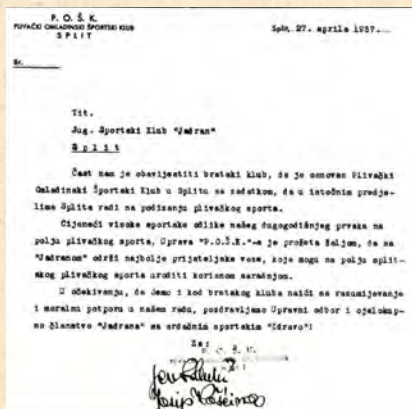 P. O. Š. K.
PLIVAČKI OMLADINSKI ŠPORTSKI KLUB
SPLIT
Split, 27. aprila 1937.
Br.
Tit.
Jug. Sportski Klub "Jadran"
Split
Čast nam je obavijestiti bratski klub, da je osnovan Plivački
Omladinski Športski Klub u Splitu sa zadatkom, da u istočnim predje-
lima Splita radi na podizanju plivačkog sporta.
Cijeneći visoke sportske odlike našeg dugogodišnjeg prvaka na
polju plivačkog sporta, Uprava "P.O.Š.K."-a je prožeta željom, da sa
"Jadranom" održi najbolje prijateljske veze, koje mogu na polju split-
skog plivačkog sporta uroditi korisnom saradnjom.
U očekivanju, da ćemo i kod bratskog kluba naići na razumijevanje
i moralnu potporu u našem radu, pozdravljamo Upravni odbor i cjelokup-
no članstvo "Jadrana" sa srdačnim sportskim "Zdravo"!
Za:
P. O. Š. K.